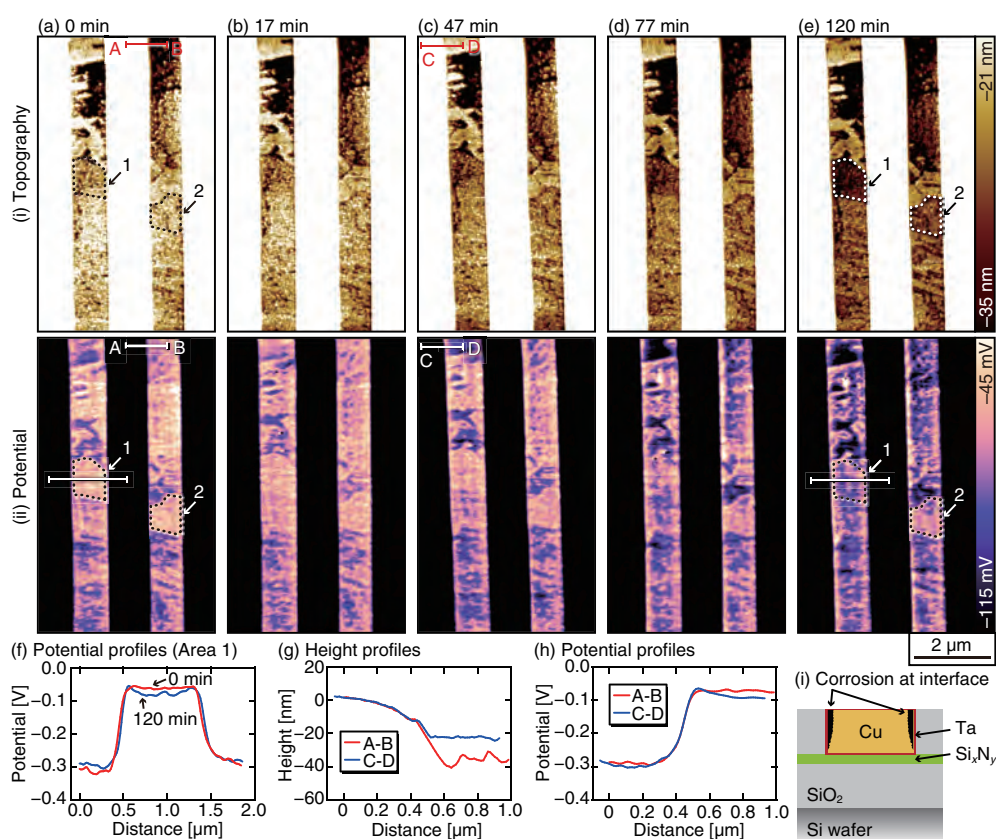 (a) 0 min
(b) 17 min
(c) 47 min
(d) 77 min
(e) 120 min
(i) Topography
A
B
C
D
1
2
1
2
−21 nm
−35 nm
(ii) Potential
A
B
C
D
1
2
1
2
−45 mV
−115 mV
2 μm
(f) Potential profiles (Area 1)
Potential [V]
0.0
−0.1
−0.2
−0.3
−0.4
0 min
120 min
0.0
0.5
1.0
1.5
2.0
Distance [μm]
(g) Height profiles
Height [nm]
20
0
−20
−40
−60
A-B
C-D
0
0.2
0.4
0.6
0.8
1.0
Distance [μm]
(h) Potential profiles
Potential [V]
0.0
−0.1
−0.2
−0.3
−0.4
A-B
C-D
0
0.2
0.4
0.6
0.8
1.0
Distance [μm]
(i) Corrosion at interface
Cu
Ta
SixNy
SiO2
Si wafer